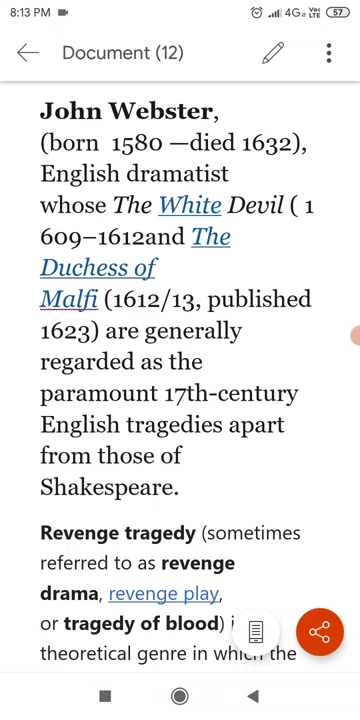 8:13 PM 4G Vo) LTE 57
Document (12)
John Webster,
(born 1580 —died 1632),
English dramatist
whose The White Devil ( 1
609–1612and The
Duchess of
Malfi (1612/13, published
1623) are generally
regarded as the
paramount 17th-century
English tragedies apart
from those of
Shakespeare.
Revenge tragedy (sometimes
referred to as revenge
drama, revenge play,
or tragedy of blood)
theoretical genre in which the